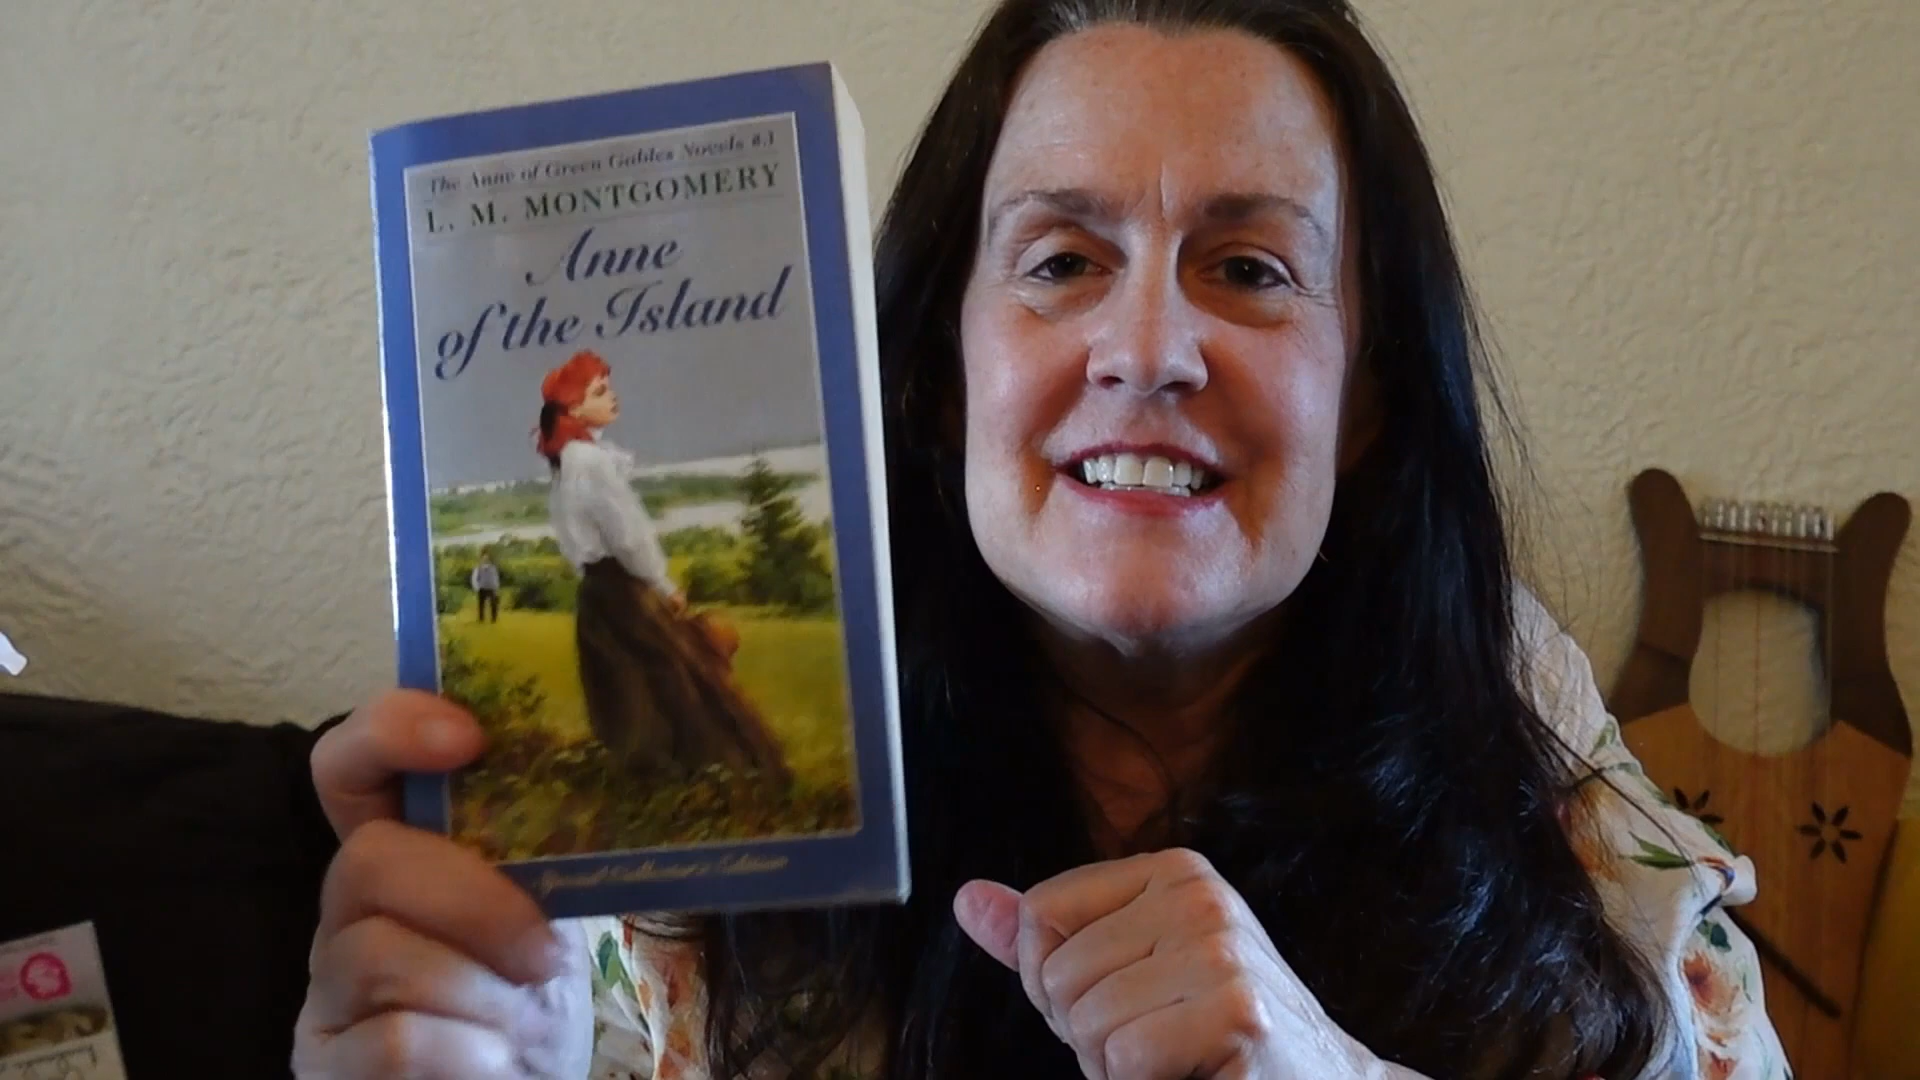 The Anne of Green Gables Novels #3
L. M. MONTGOMERY
Anne
of the Island
Special Collector's Edition